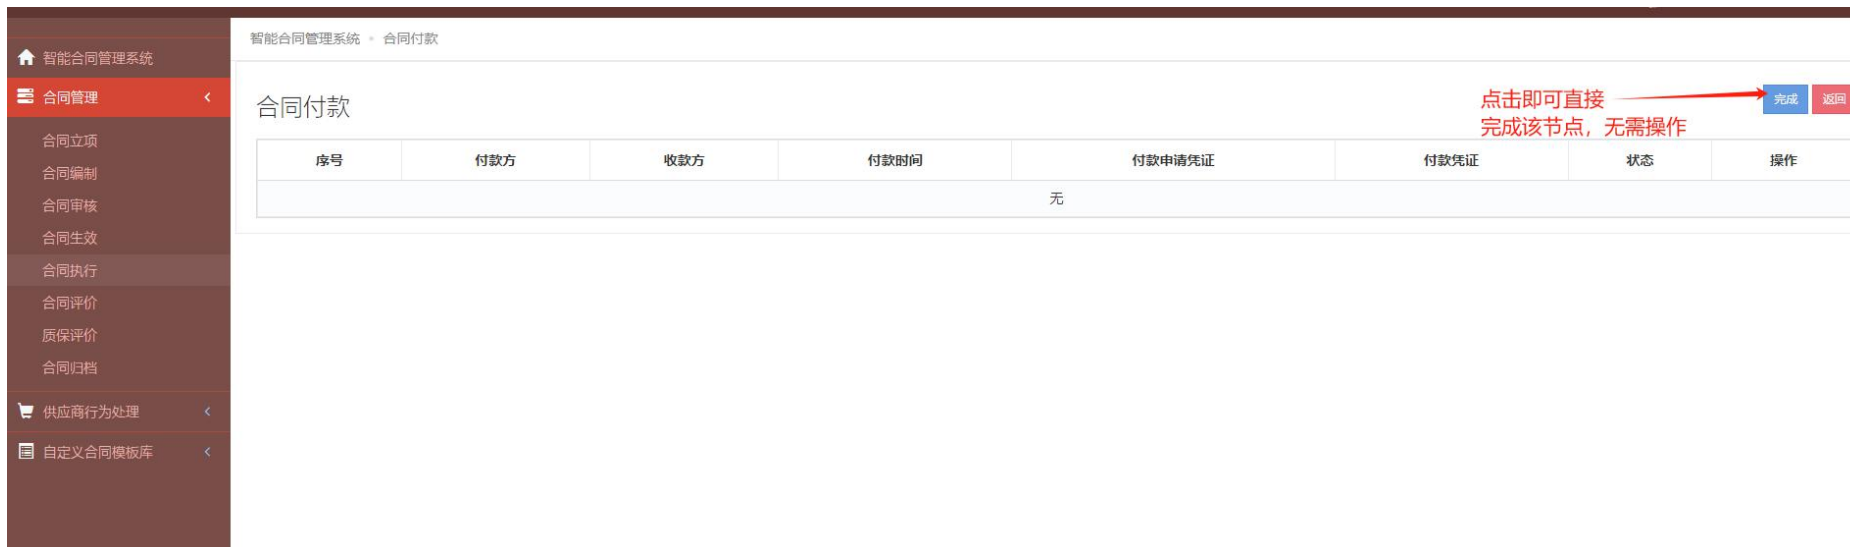 智能合同管理系统
合同管理
合同立项
合同编制
合同审核
合同生效
合同执行
合同评价
质保评价
合同归档
供应商行为处理
自定义合同模板库
智能合同管理系统 合同付款
合同付款
点击即可直接
完成该节点，无需操作
完成 返回
序号 付款方 收款方 付款时间 付款申请凭证 付款凭证 状态 操作
无